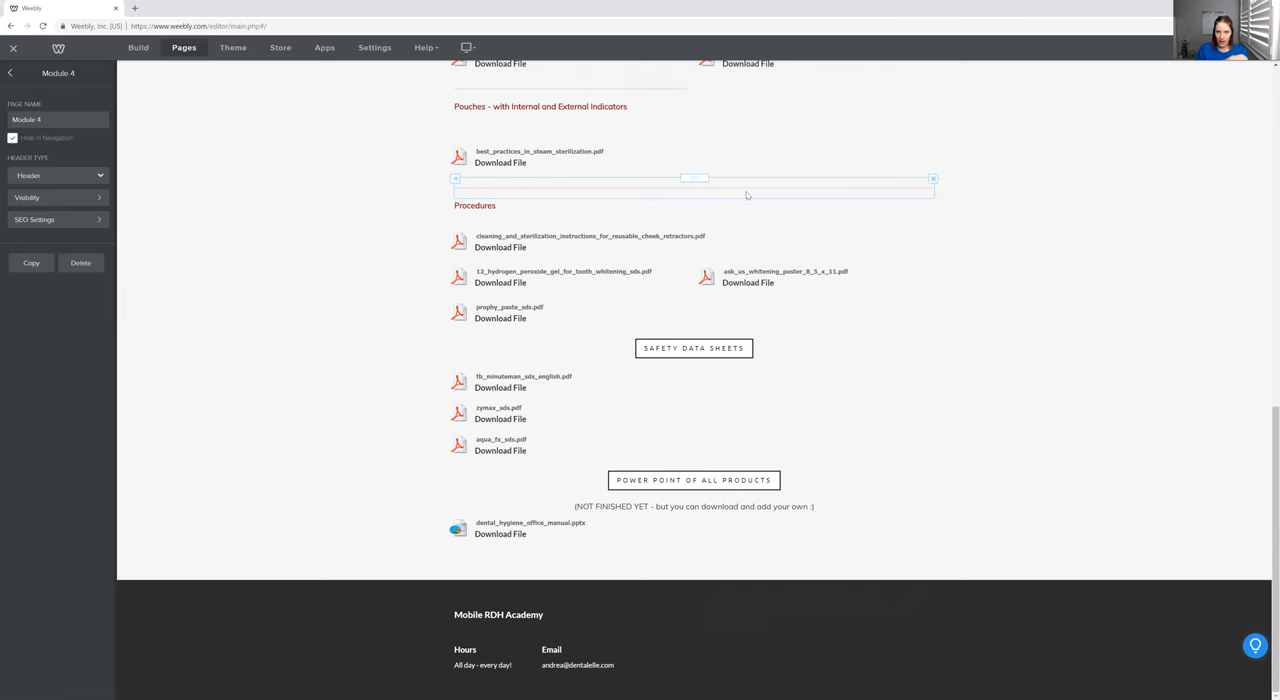 Weebly
Weebly, Inc. [US] https://www.weebly.com/editor/main.php#/
Build Pages Theme Store Apps Settings Help
Module 4
PAGE NAME
Module 4
Hide in Navigation
HEADER TYPE
Header
Visibility
SEO Settings
Copy Delete
Download File Download File
Pouches - with Internal and External Indicators
best_practices_in_steam_sterilization.pdf
Download File
Procedures
cleaning_and_sterilization_instructions_for_reusable_cheek_retractors.pdf
Download File
12_hydrogen_peroxide_gel_for_tooth_whitening_sds.pdf ask_us_whitening_poster_8_5_x_11.pdf
Download File Download File
prophy_paste_sds.pdf
Download File
SAFETY DATA SHEETS
tb_minuteman_sds_english.pdf
Download File
zymax_sds.pdf
Download File
aqua_fx_sds.pdf
Download File
POWER POINT OF ALL PRODUCTS
(NOT FINISHED YET - but you can download and add your own :)
dental_hygiene_office_manual.pptx
Download File
Mobile RDH Academy
Hours Email
All day - every day! andrea@dentalelle.com